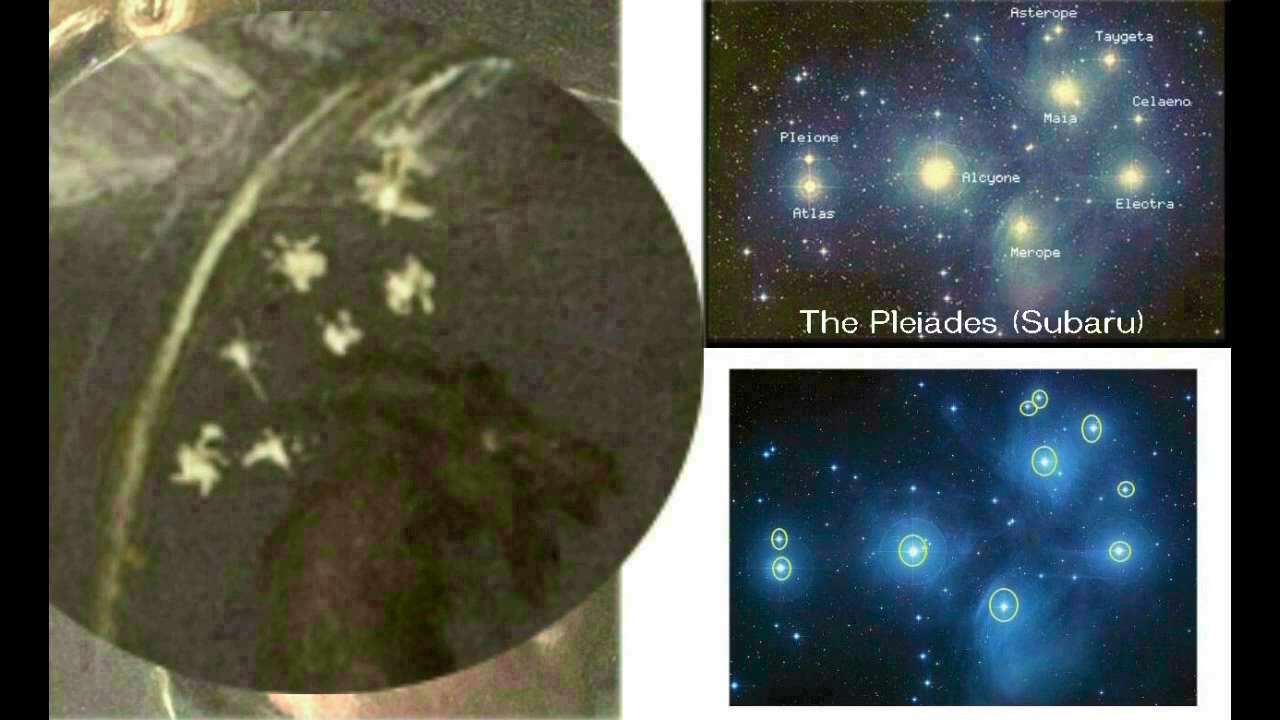 Asterope
Taygeta
Celaeno
Maia
Pleione
Alcyone
Atlas
Electra
Merope
The Pleiades (Subaru)